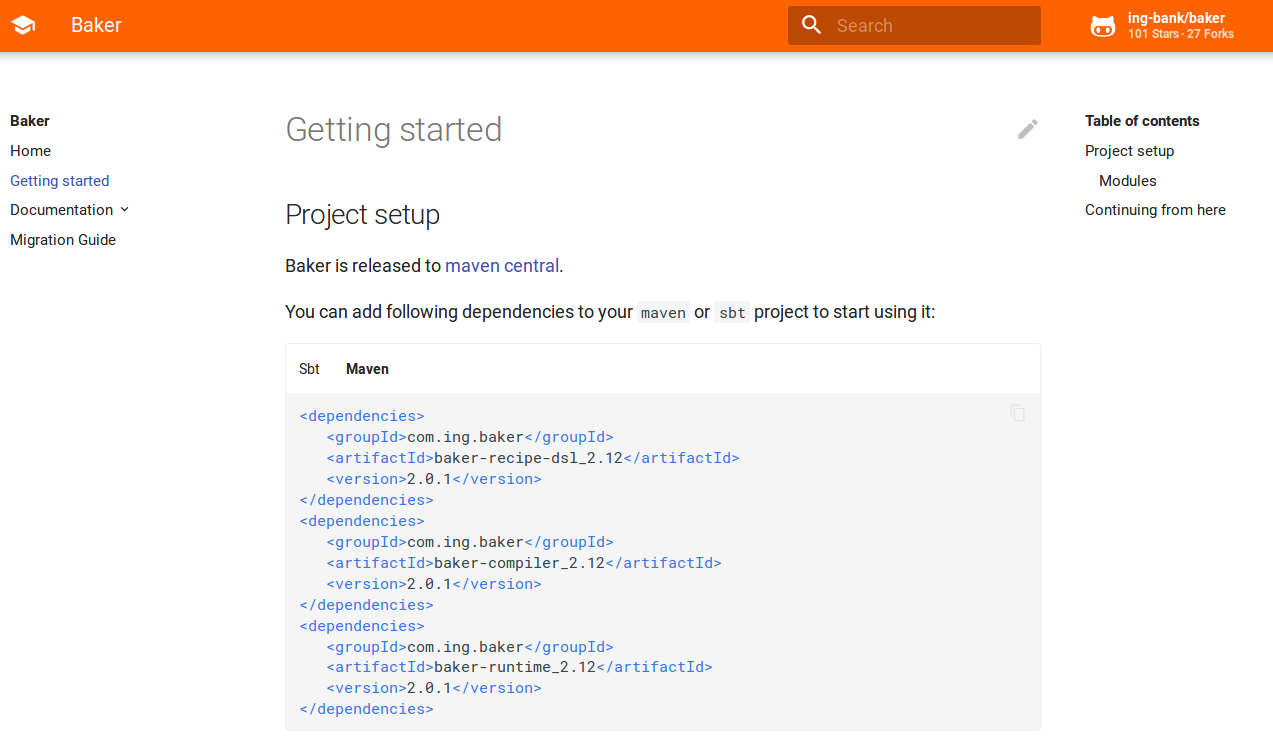 Baker
Search
ing-bank/baker
101 Stars · 27 Forks
Baker
Home
Getting started
Documentation
Migration Guide
Getting started
Project setup
Baker is released to maven central.
You can add following dependencies to your maven or sbt project to start using it:
Sbt Maven
<dependencies>
   <groupId>com.ing.baker</groupId>
   <artifactId>baker-recipe-dsl_2.12</artifactId>
   <version>2.0.1</version>
</dependencies>
<dependencies>
   <groupId>com.ing.baker</groupId>
   <artifactId>baker-compiler_2.12</artifactId>
   <version>2.0.1</version>
</dependencies>
<dependencies>
   <groupId>com.ing.baker</groupId>
   <artifactId>baker-runtime_2.12</artifactId>
   <version>2.0.1</version>
</dependencies>
Table of contents
Project setup
Modules
Continuing from here